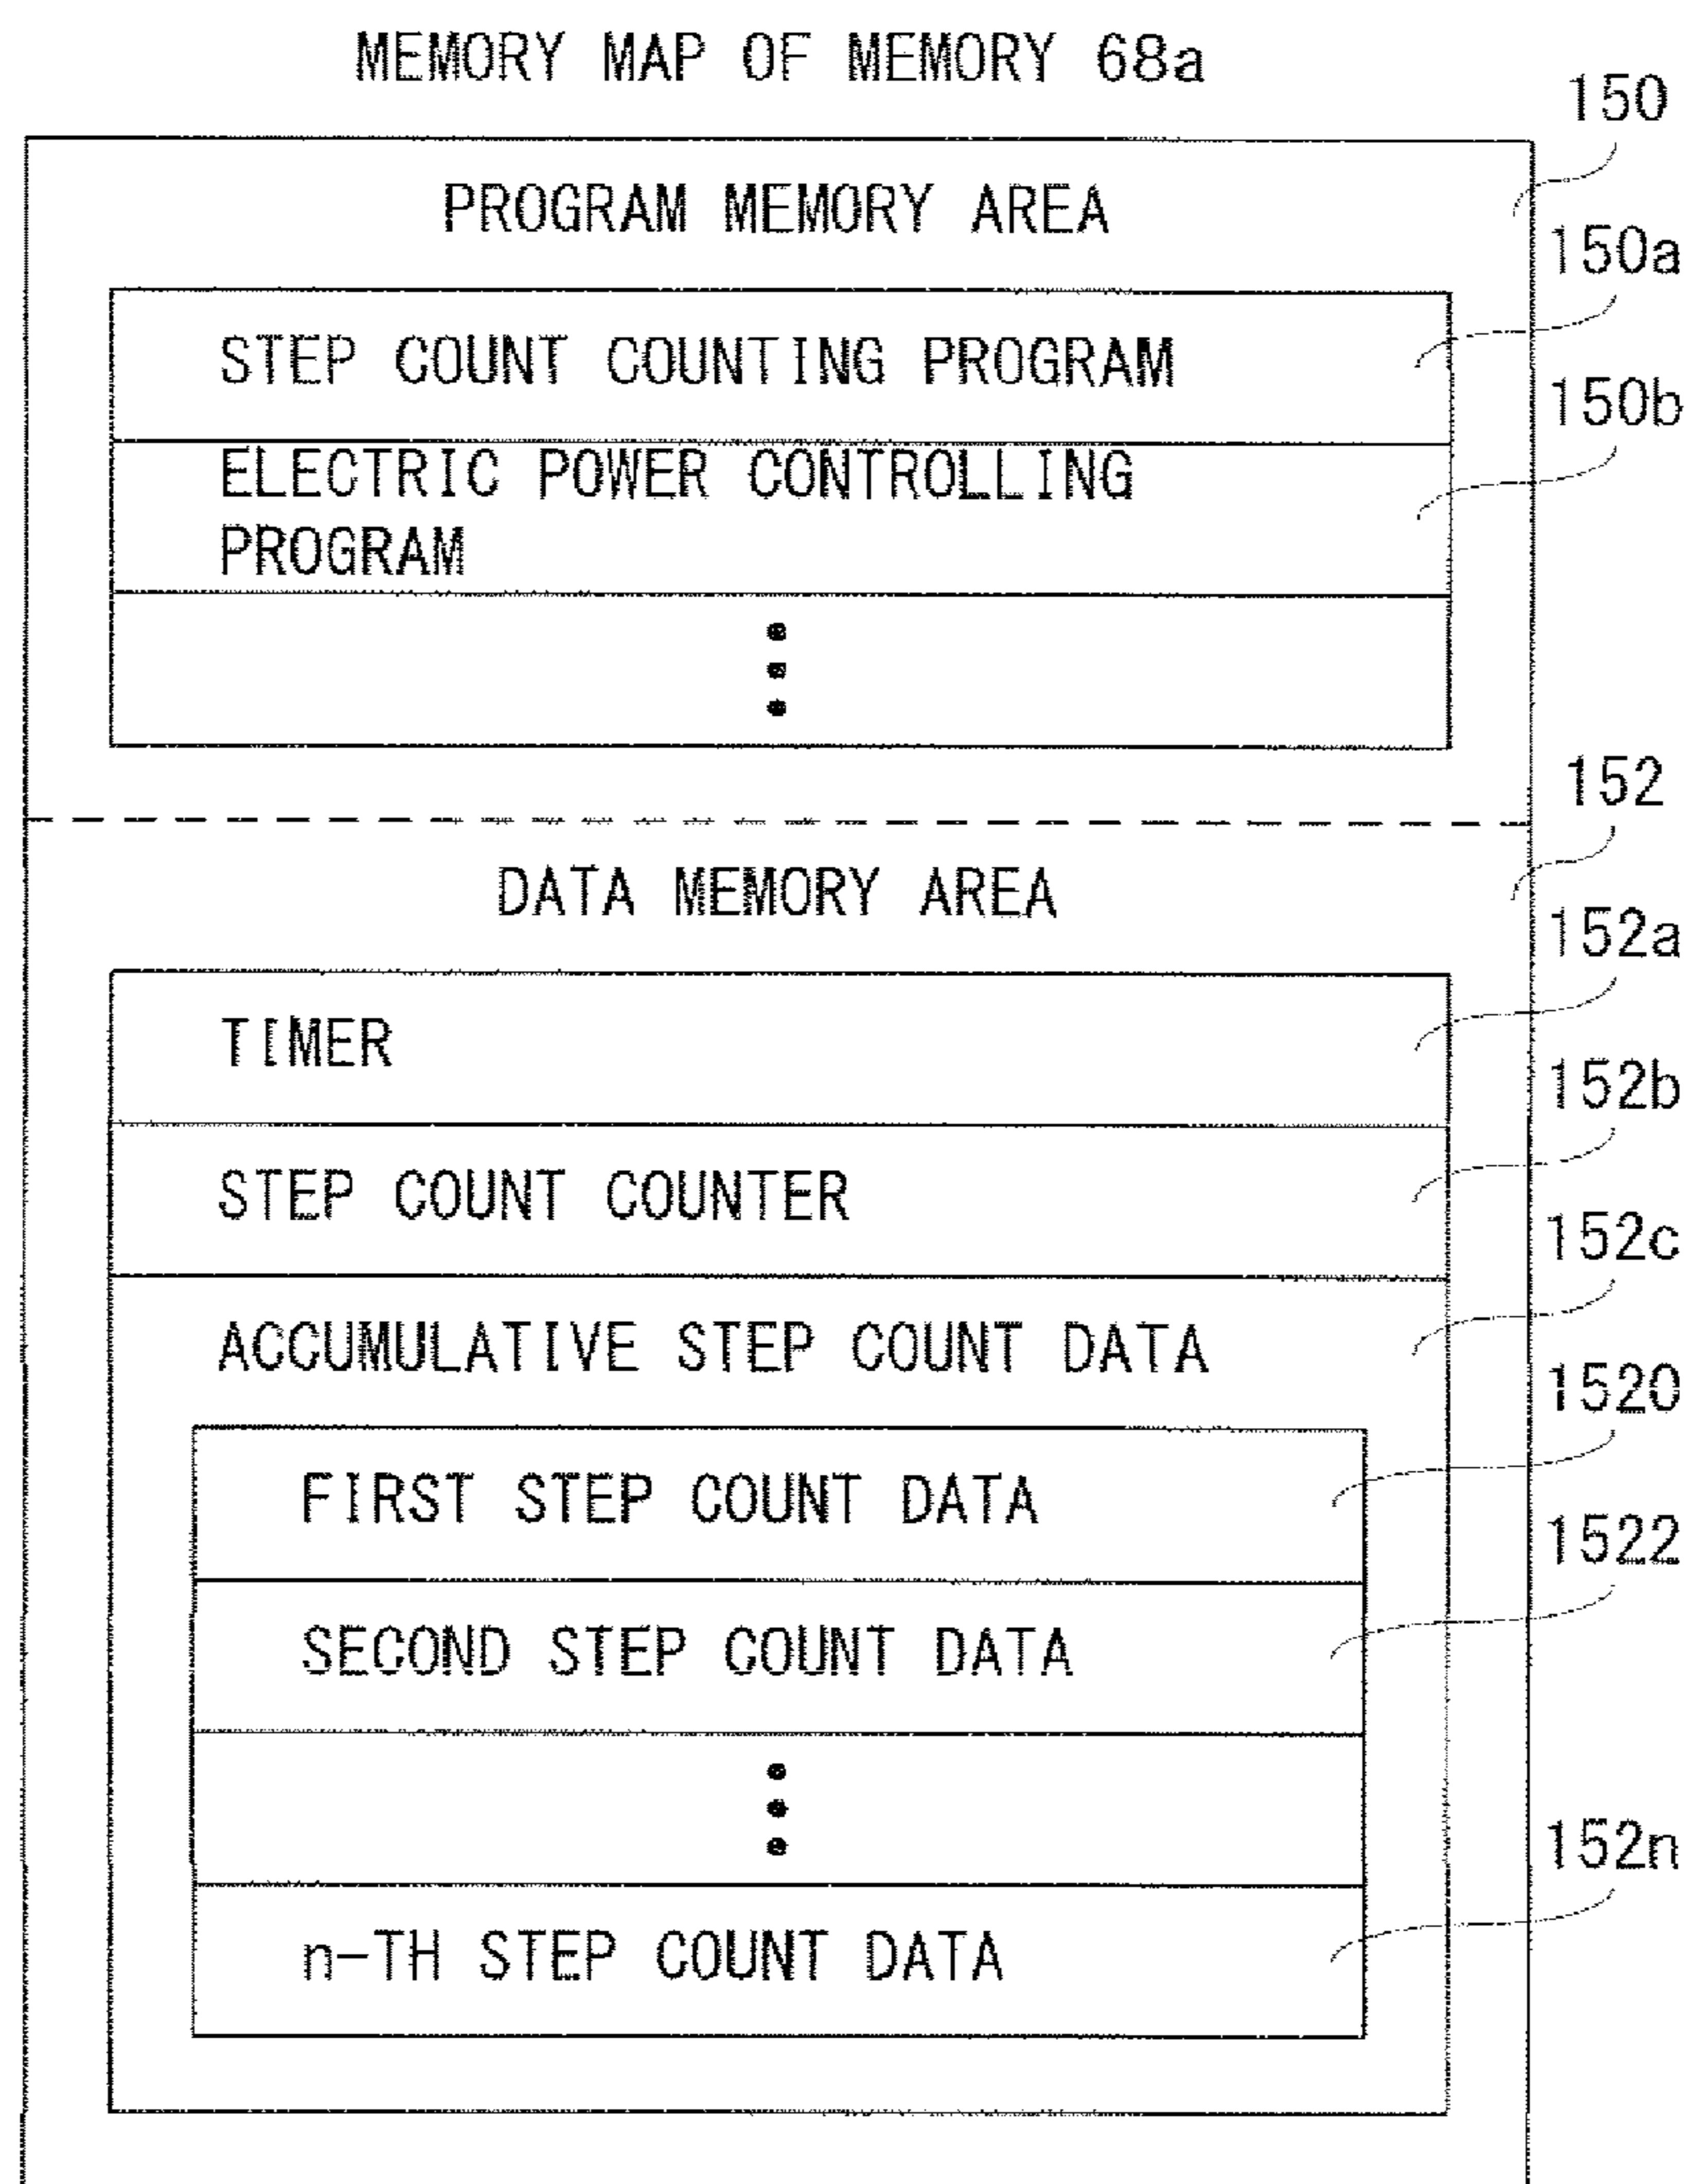 MEMORY MAP OF MEMORY 68a
150
PROGRAM MEMORY AREA
150a
STEP COUNT COUNTING PROGRAM
150b
ELECTRIC POWER CONTROLLING
PROGRAM
152
DATA MEMORY AREA
152a
TIMER
152b
STEP COUNT COUNTER
152c
ACCUMULATIVE STEP COUNT DATA
1520
FIRST STEP COUNT DATA
1522
SECOND STEP COUNT DATA
152n
n-TH STEP COUNT DATA